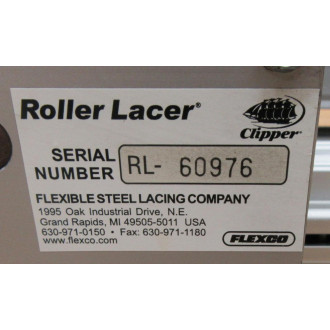 Roller Lacer®
Clipper®
SERIAL NUMBER RL- 60976
FLEXIBLE STEEL LACING COMPANY
1995 Oak Industrial Drive, N.E.
Grand Rapids, MI 49505-5011 USA
630-971-0150 • Fax: 630-971-1180
www.flexco.com
FLEXCO